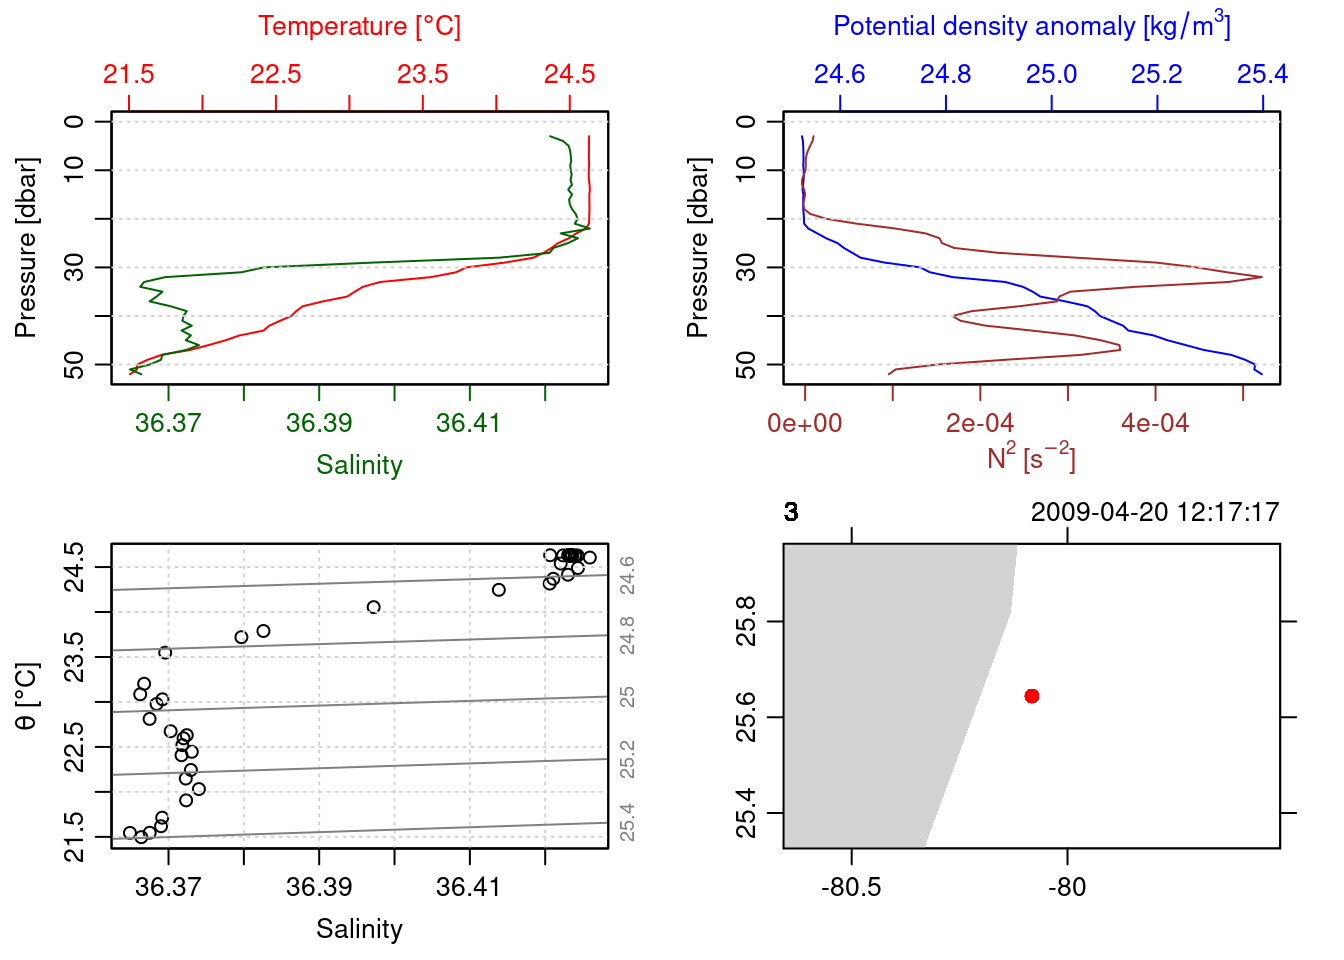 Temperature [°C]
21.5 22.5 23.5 24.5
Pressure [dbar]
0
10
30
50
36.37 36.39 36.41
Salinity
Potential density anomaly [kg/m³]
24.6 24.8 25.0 25.2 25.4
Pressure [dbar]
0
10
30
50
0e+00 2e-04 4e-04
N² [s⁻²]
θ [°C]
24.5
23.5
22.5
21.5
24.6
24.8
25
25.2
25.4
36.37 36.39 36.41
Salinity
3 2009-04-20 12:17:17
25.8
25.6
25.4
-80.5 -80